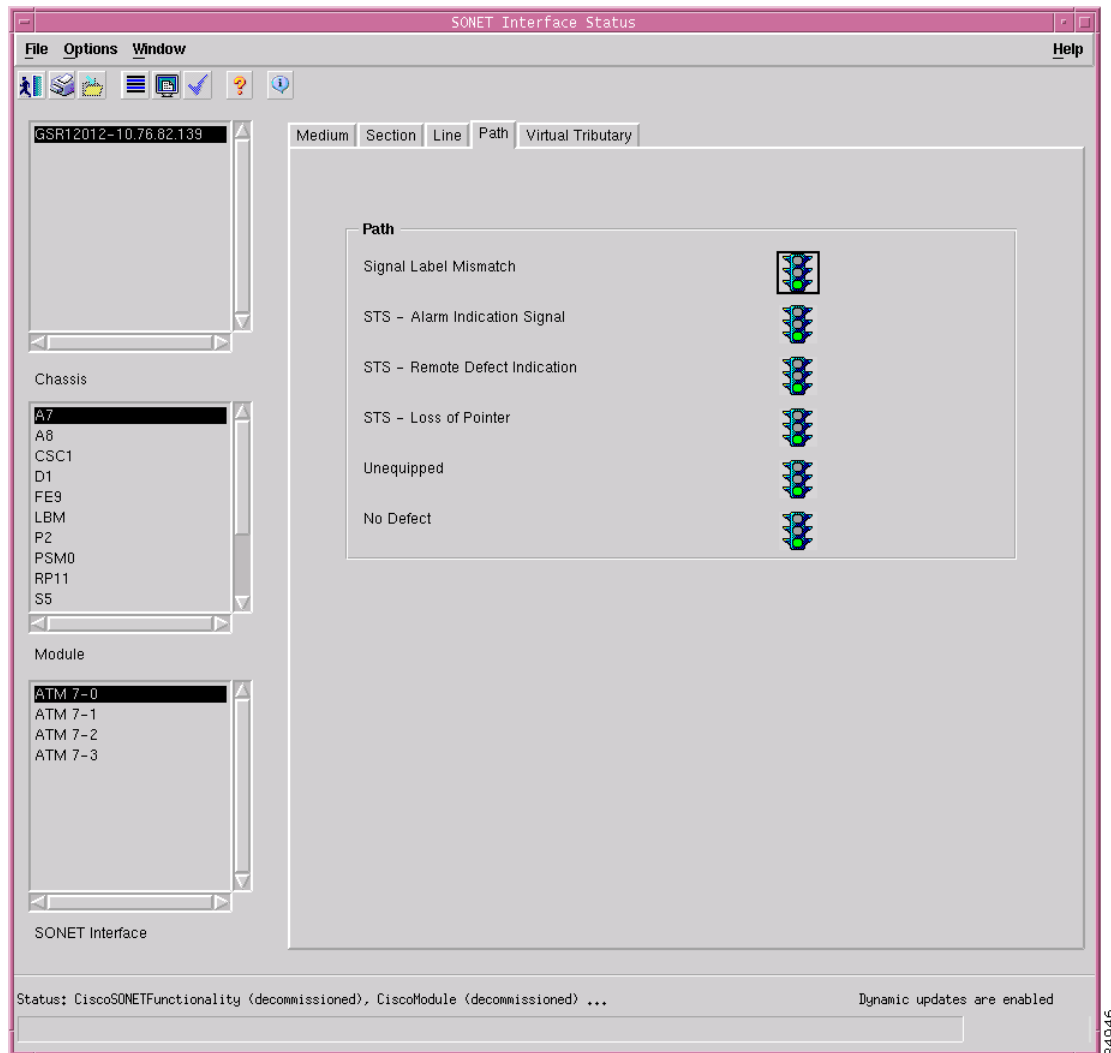 SONET Interface Status
File Options Window Help
GSR12012-10.76.82.139
Chassis
A7
A8
CSC1
D1
FE9
LBM
P2
PSM0
RP11
S5
Module
ATM 7-0
ATM 7-1
ATM 7-2
ATM 7-3
SONET Interface
Medium Section Line Path Virtual Tributary
Path
Signal Label Mismatch
STS - Alarm Indication Signal
STS - Remote Defect Indication
STS - Loss of Pointer
Unequipped
No Defect
Status: CiscoSONETFunctionality (decommissioned), CiscoModule (decommissioned) ... Dynamic updates are enabled
84946